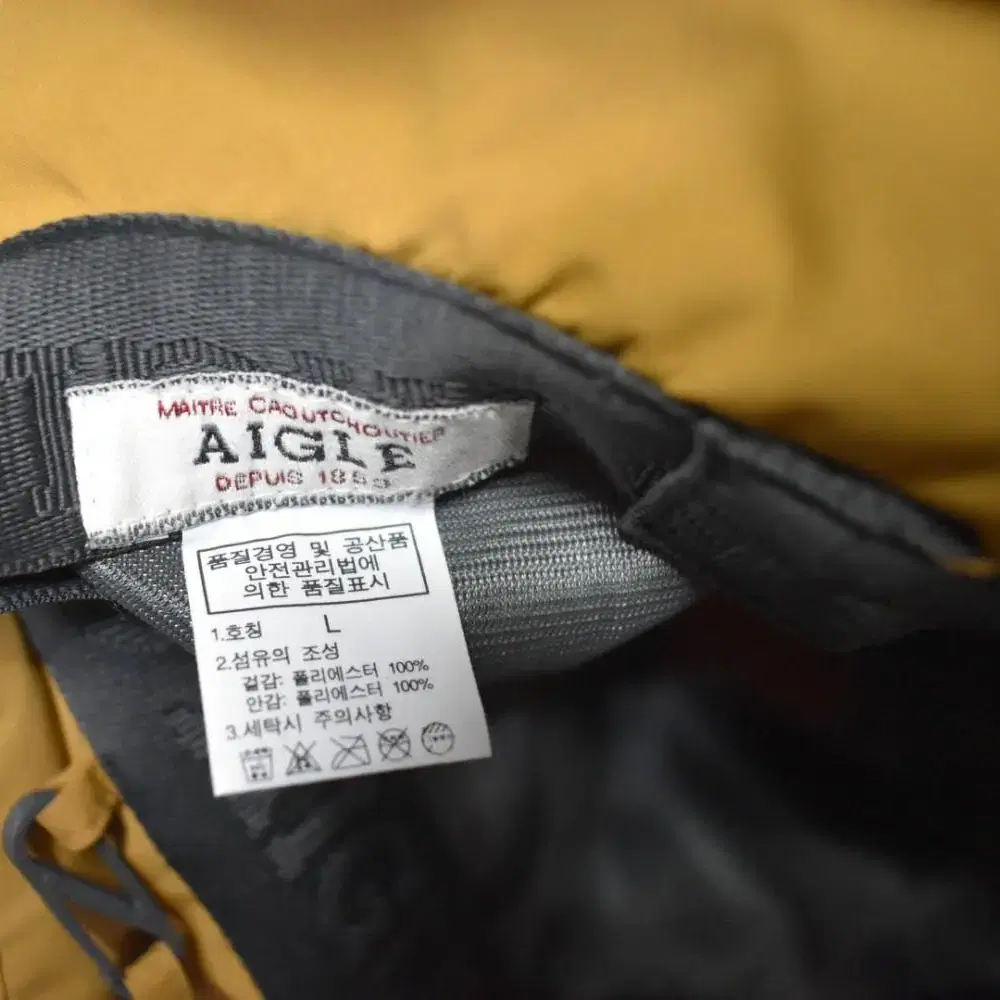 MAITRE CAOUTCHOUTIER
AIGLE
DEPUIS 1853
품질경영 및 공산품
안전관리법에
의한 품질표시
1.호칭 L
2.섬유의 조성
겉감: 폴리에스터 100%
안감: 폴리에스터 100%
3.세탁시 주의사항